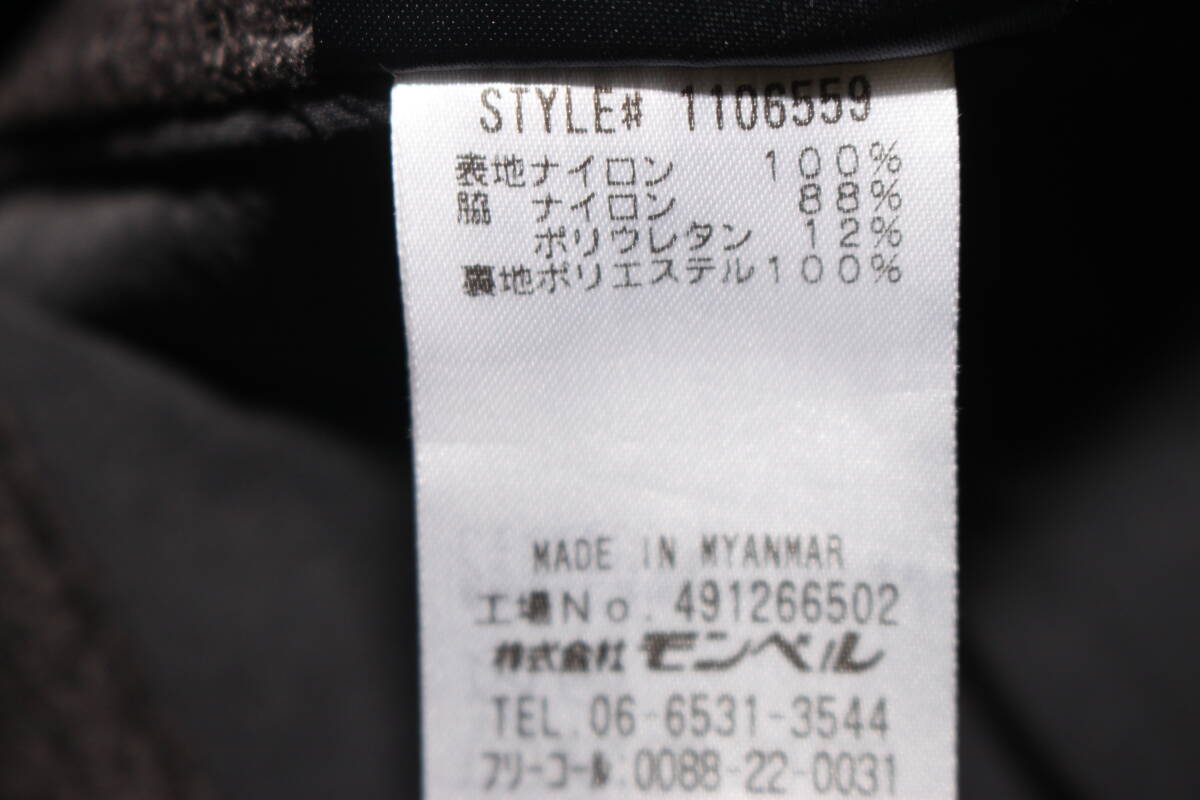 STYLE# 1106559
表地ナイロン 100%
脇 ナイロン 88%
ポリウレタン 12%
裏地ポリエステル100%
MADE IN MYANMAR
工場No. 491266502
株式会社 モンベル
TEL. 06-6531-3544
フリーコール:0088-22-0031